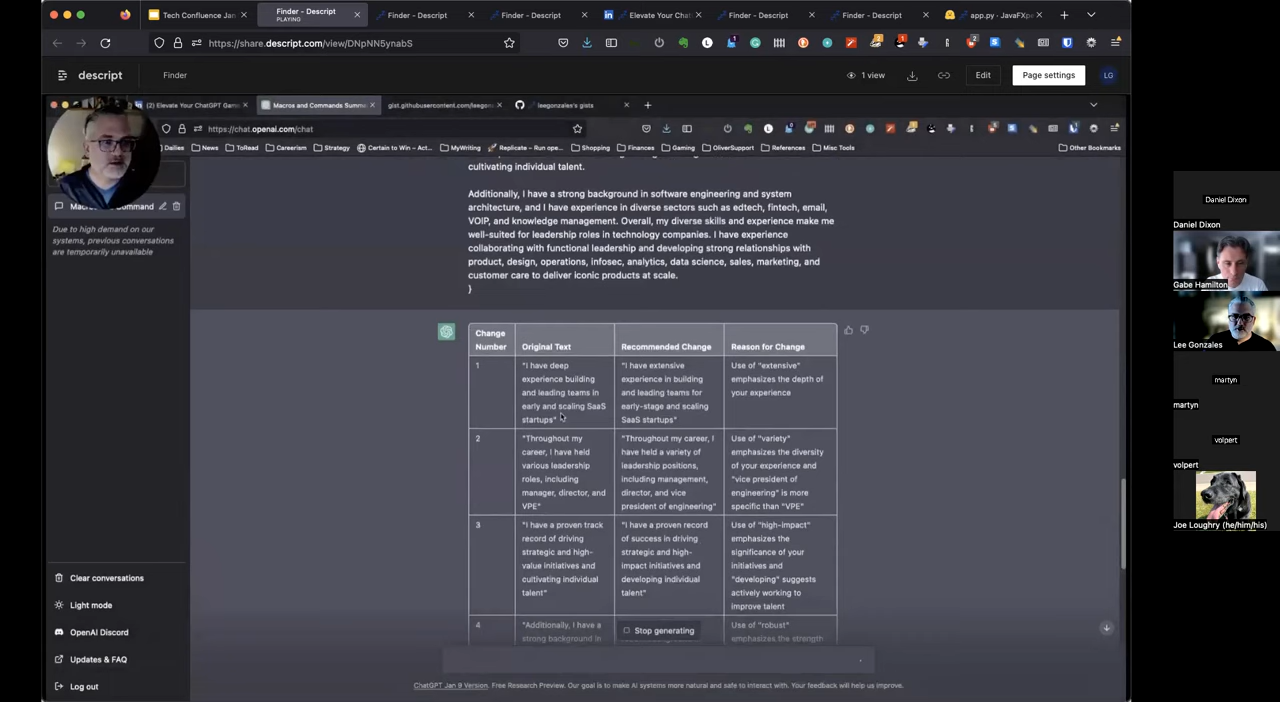 Tech Confluence Jan
Finder - Descript
PLAYING
Finder - Descript
Finder - Descript
Elevate Your Chat
Finder - Descript
Finder - Descript
app.py · JavaFXpe
https://share.descript.com/view/DNpNN5ynabS
descript
Finder
1 view
Edit
Page settings
LG
(2) Elevate Your ChatGPT Game
Macros and Commands Summ
gist.githubusercontent.com/leegon
leegonzales's gists
https://chat.openai.com/chat
Dailies
News
ToRead
Careerism
Strategy
Certain to Win – Act...
MyWriting
Replicate – Run ope...
Shopping
Finances
Gaming
OliverSupport
References
Misc Tools
Other Bookmarks
cultivating individual talent.
Additionally, I have a strong background in software engineering and system
architecture, and I have experience in diverse sectors such as edtech, fintech, email,
VOIP, and knowledge management. Overall, my diverse skills and experience make me
well-suited for leadership roles in technology companies. I have experience
collaborating with functional leadership and developing strong relationships with
product, design, operations, infosec, analytics, data science, sales, marketing, and
customer care to deliver iconic products at scale.
}
Command
Due to high demand on our
systems, previous conversations
are temporarily unavailable
Change
Number
Original Text
Recommended Change
Reason for Change
1
"I have deep
experience building
and leading teams in
early and scaling SaaS
startups"
"I have extensive
experience in building
and leading teams for
early-stage and scaling
SaaS startups"
Use of "extensive"
emphasizes the depth of
your experience
2
"Throughout my
career, I have held
various leadership
roles, including
manager, director, and
VPE"
"Throughout my career, I
have held a variety of
leadership positions,
including management,
director, and vice
president of engineering"
Use of "variety"
emphasizes the diversity
of your experience and
"vice president of
engineering" is more
specific than "VPE"
3
"I have a proven track
record of driving
strategic and high-
value initiatives and
cultivating individual
talent"
"I have a proven record
of success in driving
strategic and high-
impact initiatives and
developing individual
talent"
Use of "high-impact"
emphasizes the
significance of your
initiatives and
"developing" suggests
actively working to
improve talent
4
"Additionally, I have a
strong background in
Use of "robust"
emphasizes the strength
Stop generating
Clear conversations
Light mode
OpenAI Discord
Updates & FAQ
Log out
ChatGPT Jan 9 Version. Free Research Preview. Our goal is to make AI systems more natural and safe to interact with. Your feedback will help us improve.
Daniel Dixon
Daniel Dixon
Gabe Hamilton
Lee Gonzales
martyn
martyn
volpert
volpert
Joe Loughry (he/him/his)